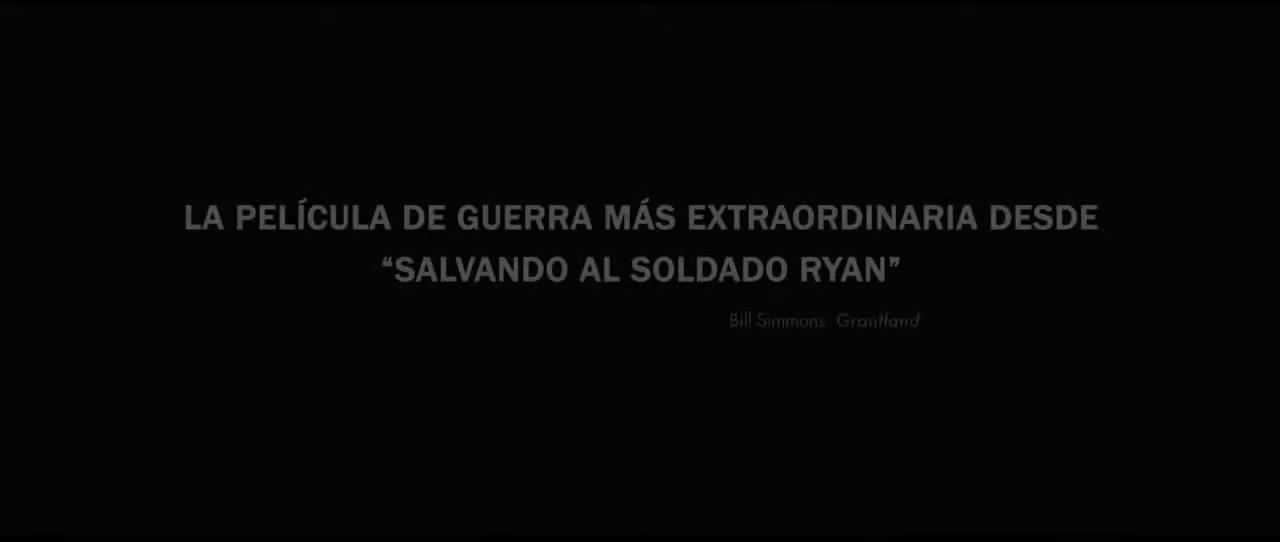 LA PELÍCULA DE GUERRA MÁS EXTRAORDINARIA DESDE
“SALVANDO AL SOLDADO RYAN”
Bill Simmons, Grantland